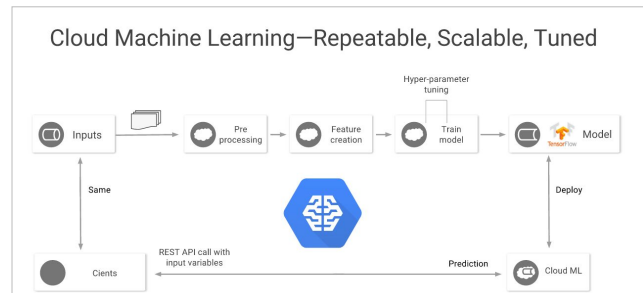 Cloud Machine Learning—Repeatable, Scalable, Tuned
Hyper-parameter
tuning
Inputs
Pre
processing
Feature
creation
Train
model
TensorFlow
Model
Same
Deploy
REST API call with
input variables
Prediction
Cients
Cloud ML